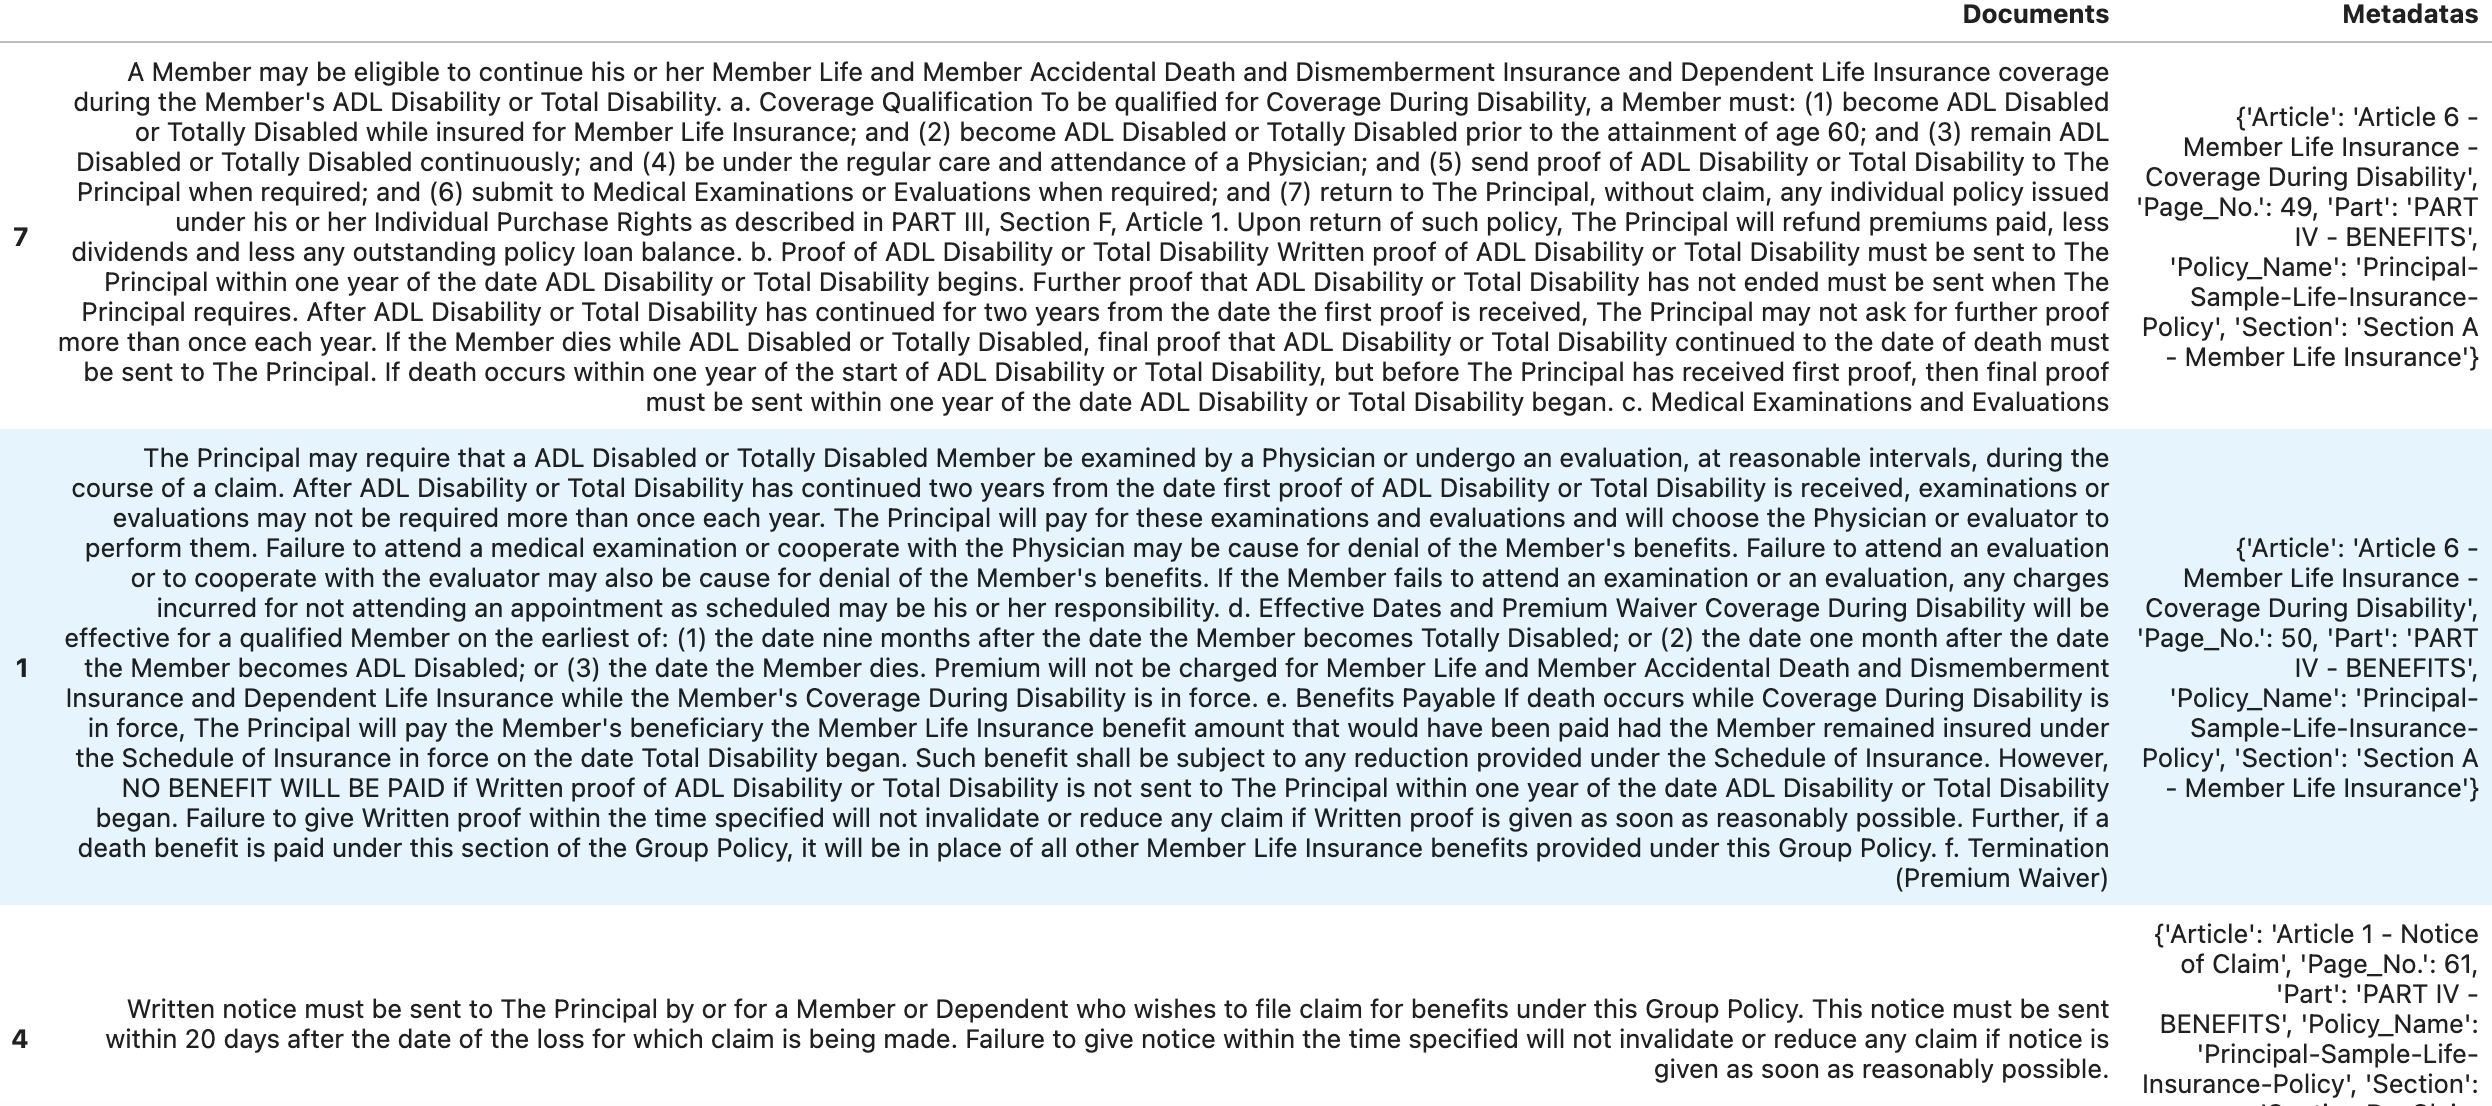 Documents Metadatas
7
A Member may be eligible to continue his or her Member Life and Member Accidental Death and Dismemberment Insurance and Dependent Life Insurance coverage
during the Member's ADL Disability or Total Disability. a. Coverage Qualification To be qualified for Coverage During Disability, a Member must: (1) become ADL Disabled
or Totally Disabled while insured for Member Life Insurance; and (2) become ADL Disabled or Totally Disabled prior to the attainment of age 60; and (3) remain ADL
Disabled or Totally Disabled continuously; and (4) be under the regular care and attendance of a Physician; and (5) send proof of ADL Disability or Total Disability to The
Principal when required; and (6) submit to Medical Examinations or Evaluations when required; and (7) return to The Principal, without claim, any individual policy issued
under his or her Individual Purchase Rights as described in PART III, Section F, Article 1. Upon return of such policy, The Principal will refund premiums paid, less
dividends and less any outstanding policy loan balance. b. Proof of ADL Disability or Total Disability Written proof of ADL Disability or Total Disability must be sent to The
Principal within one year of the date ADL Disability or Total Disability begins. Further proof that ADL Disability or Total Disability has not ended must be sent when The
Principal requires. After ADL Disability or Total Disability has continued for two years from the date the first proof is received, The Principal may not ask for further proof
more than once each year. If the Member dies while ADL Disabled or Totally Disabled, final proof that ADL Disability or Total Disability continued to the date of death must
be sent to The Principal. If death occurs within one year of the start of ADL Disability or Total Disability, but before The Principal has received first proof, then final proof
must be sent within one year of the date ADL Disability or Total Disability began. c. Medical Examinations and Evaluations
{'Article': 'Article 6 -
Member Life Insurance -
Coverage During Disability',
'Page_No.': 49, 'Part': 'PART
IV - BENEFITS',
'Policy_Name': 'Principal-
Sample-Life-Insurance-
Policy', 'Section': 'Section A
- Member Life Insurance'}
1
The Principal may require that a ADL Disabled or Totally Disabled Member be examined by a Physician or undergo an evaluation, at reasonable intervals, during the
course of a claim. After ADL Disability or Total Disability has continued two years from the date first proof of ADL Disability or Total Disability is received, examinations or
evaluations may not be required more than once each year. The Principal will pay for these examinations and evaluations and will choose the Physician or evaluator to
perform them. Failure to attend a medical examination or cooperate with the Physician may be cause for denial of the Member's benefits. Failure to attend an evaluation
or to cooperate with the evaluator may also be cause for denial of the Member's benefits. If the Member fails to attend an examination or an evaluation, any charges
incurred for not attending an appointment as scheduled may be his or her responsibility. d. Effective Dates and Premium Waiver Coverage During Disability will be
effective for a qualified Member on the earliest of: (1) the date nine months after the date the Member becomes Totally Disabled; or (2) the date one month after the date
the Member becomes ADL Disabled; or (3) the date the Member dies. Premium will not be charged for Member Life and Member Accidental Death and Dismemberment
Insurance and Dependent Life Insurance while the Member's Coverage During Disability is in force. e. Benefits Payable If death occurs while Coverage During Disability is
in force, The Principal will pay the Member's beneficiary the Member Life Insurance benefit amount that would have been paid had the Member remained insured under
the Schedule of Insurance in force on the date Total Disability began. Such benefit shall be subject to any reduction provided under the Schedule of Insurance. However,
NO BENEFIT WILL BE PAID if Written proof of ADL Disability or Total Disability is not sent to The Principal within one year of the date ADL Disability or Total Disability
began. Failure to give Written proof within the time specified will not invalidate or reduce any claim if Written proof is given as soon as reasonably possible. Further, if a
death benefit is paid under this section of the Group Policy, it will be in place of all other Member Life Insurance benefits provided under this Group Policy. f. Termination
(Premium Waiver)
{'Article': 'Article 6 -
Member Life Insurance -
Coverage During Disability',
'Page_No.': 50, 'Part': 'PART
IV - BENEFITS',
'Policy_Name': 'Principal-
Sample-Life-Insurance-
Policy', 'Section': 'Section A
- Member Life Insurance'}
4
Written notice must be sent to The Principal by or for a Member or Dependent who wishes to file claim for benefits under this Group Policy. This notice must be sent
within 20 days after the date of the loss for which claim is being made. Failure to give notice within the time specified will not invalidate or reduce any claim if notice is
given as soon as reasonably possible.
{'Article': 'Article 1 - Notice
of Claim', 'Page_No.': 61,
'Part': 'PART IV -
BENEFITS', 'Policy_Name':
'Principal-Sample-Life-
Insurance-Policy', 'Section':